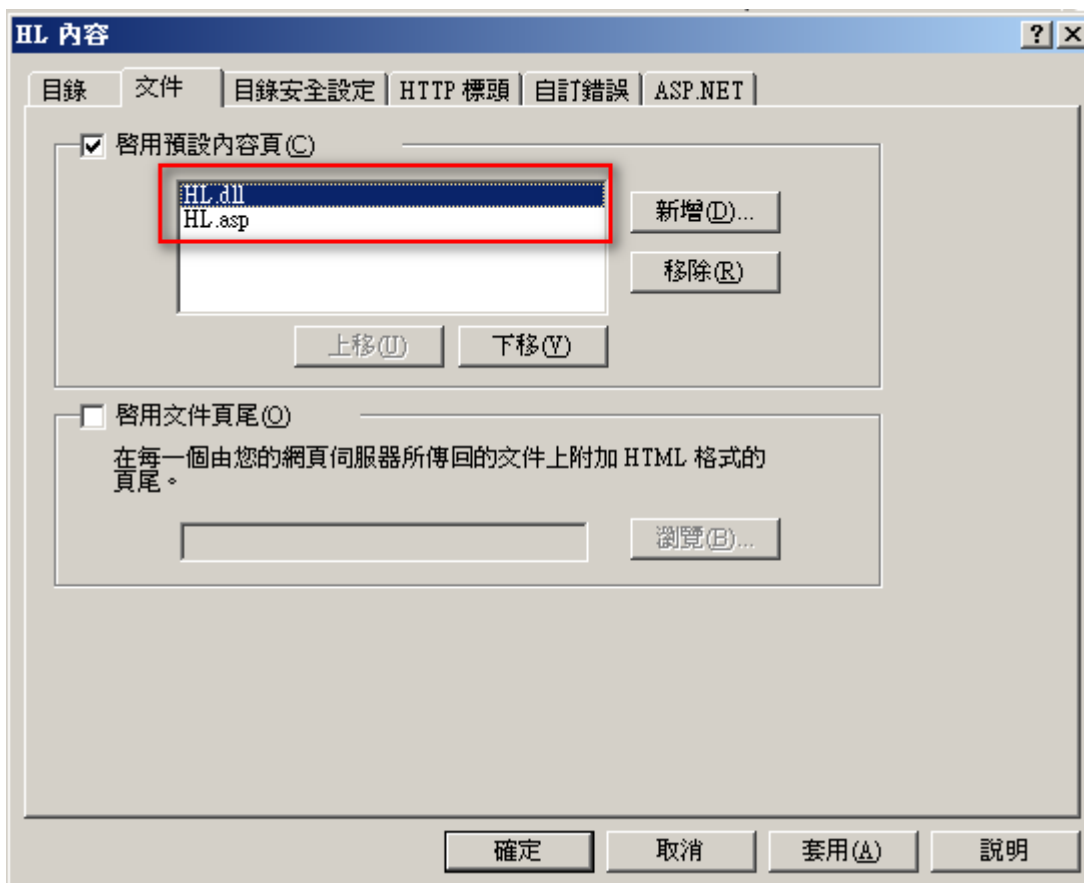 HL 內容
目錄 文件 目錄安全設定 HTTP 標頭 自訂錯誤 ASP.NET
啓用預設內容頁(C)
HL.dll
HL.asp
新增(D)...
移除(R)
上移(U) 下移(V)
啓用文件頁尾(O)
在每一個由您的網頁伺服器所傳回的文件上附加 HTML 格式的
頁尾。
瀏覽(B)...
確定 取消 套用(A) 說明